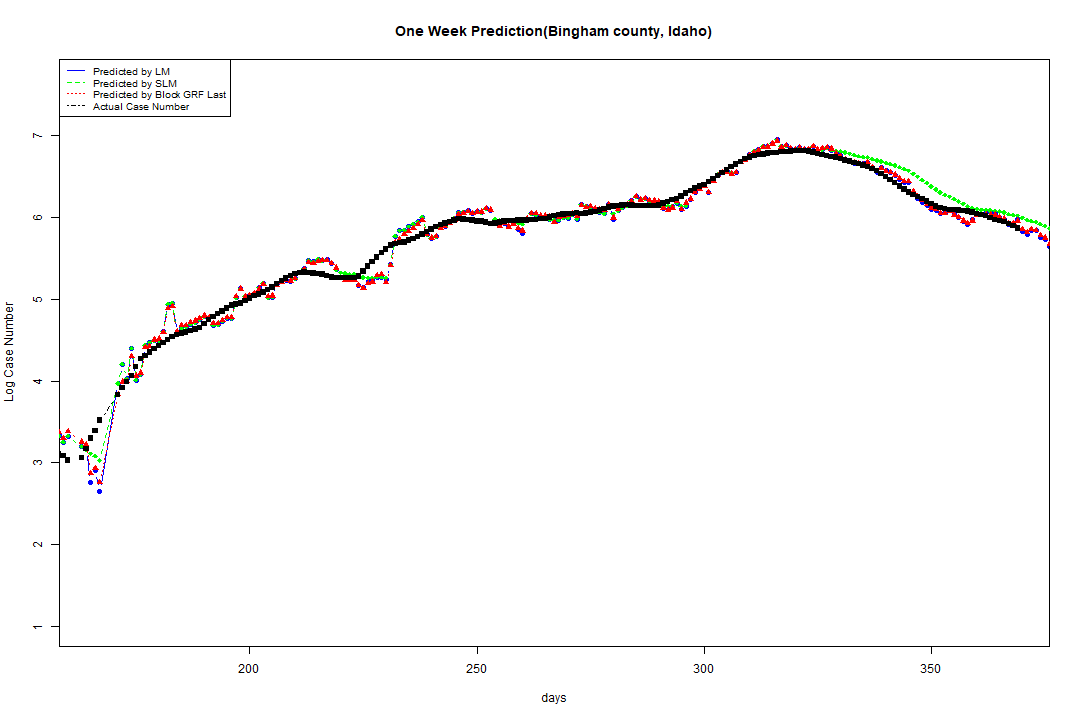 One Week Prediction(Bingham county, Idaho)
Predicted by LM
Predicted by SLM
Predicted by Block GRF Last
Actual Case Number
7
6
5
4
3
2
1
Log Case Number
200 250 300 350
days